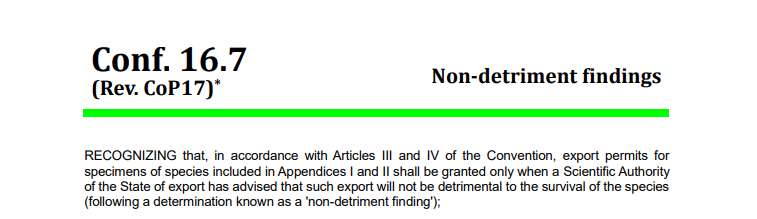 Conf. 16.7
(Rev. CoP17)*
Non-detriment findings
RECOGNIZING that, in accordance with Articles III and IV of the Convention, export permits for
specimens of species included in Appendices I and II shall be granted only when a Scientific Authority
of the State of export has advised that such export will not be detrimental to the survival of the species
(following a determination known as a 'non-detriment finding');